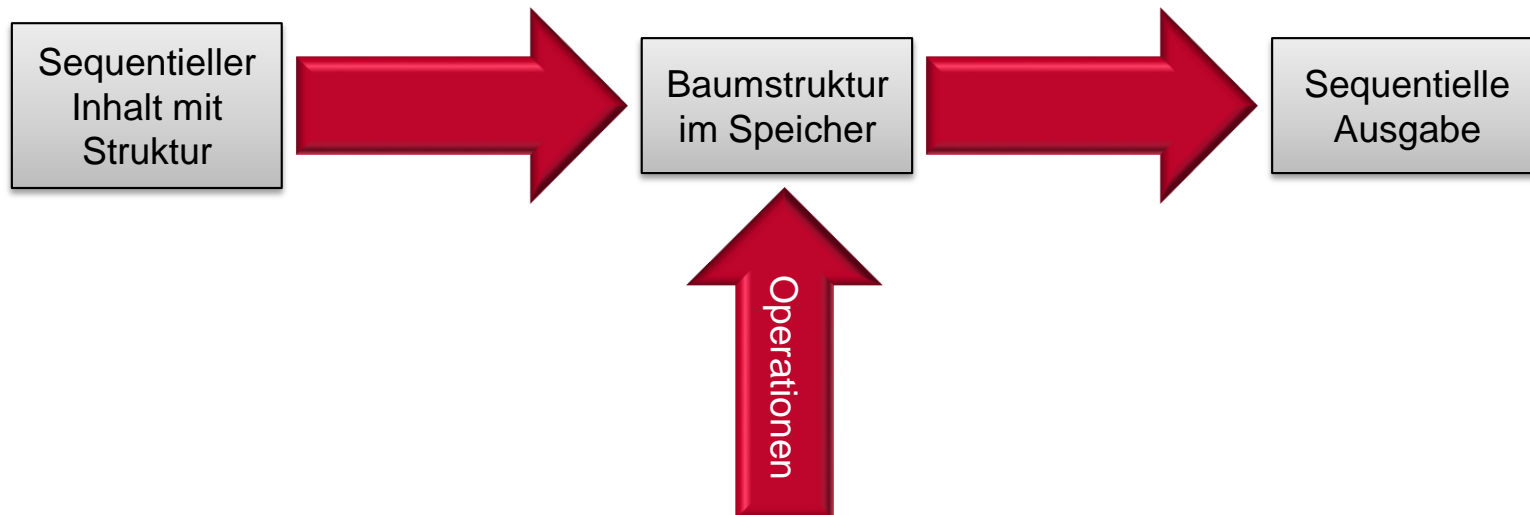 Sequentieller
Inhalt mit
Struktur
Baumstruktur
im Speicher
Sequentielle
Ausgabe
Operationen